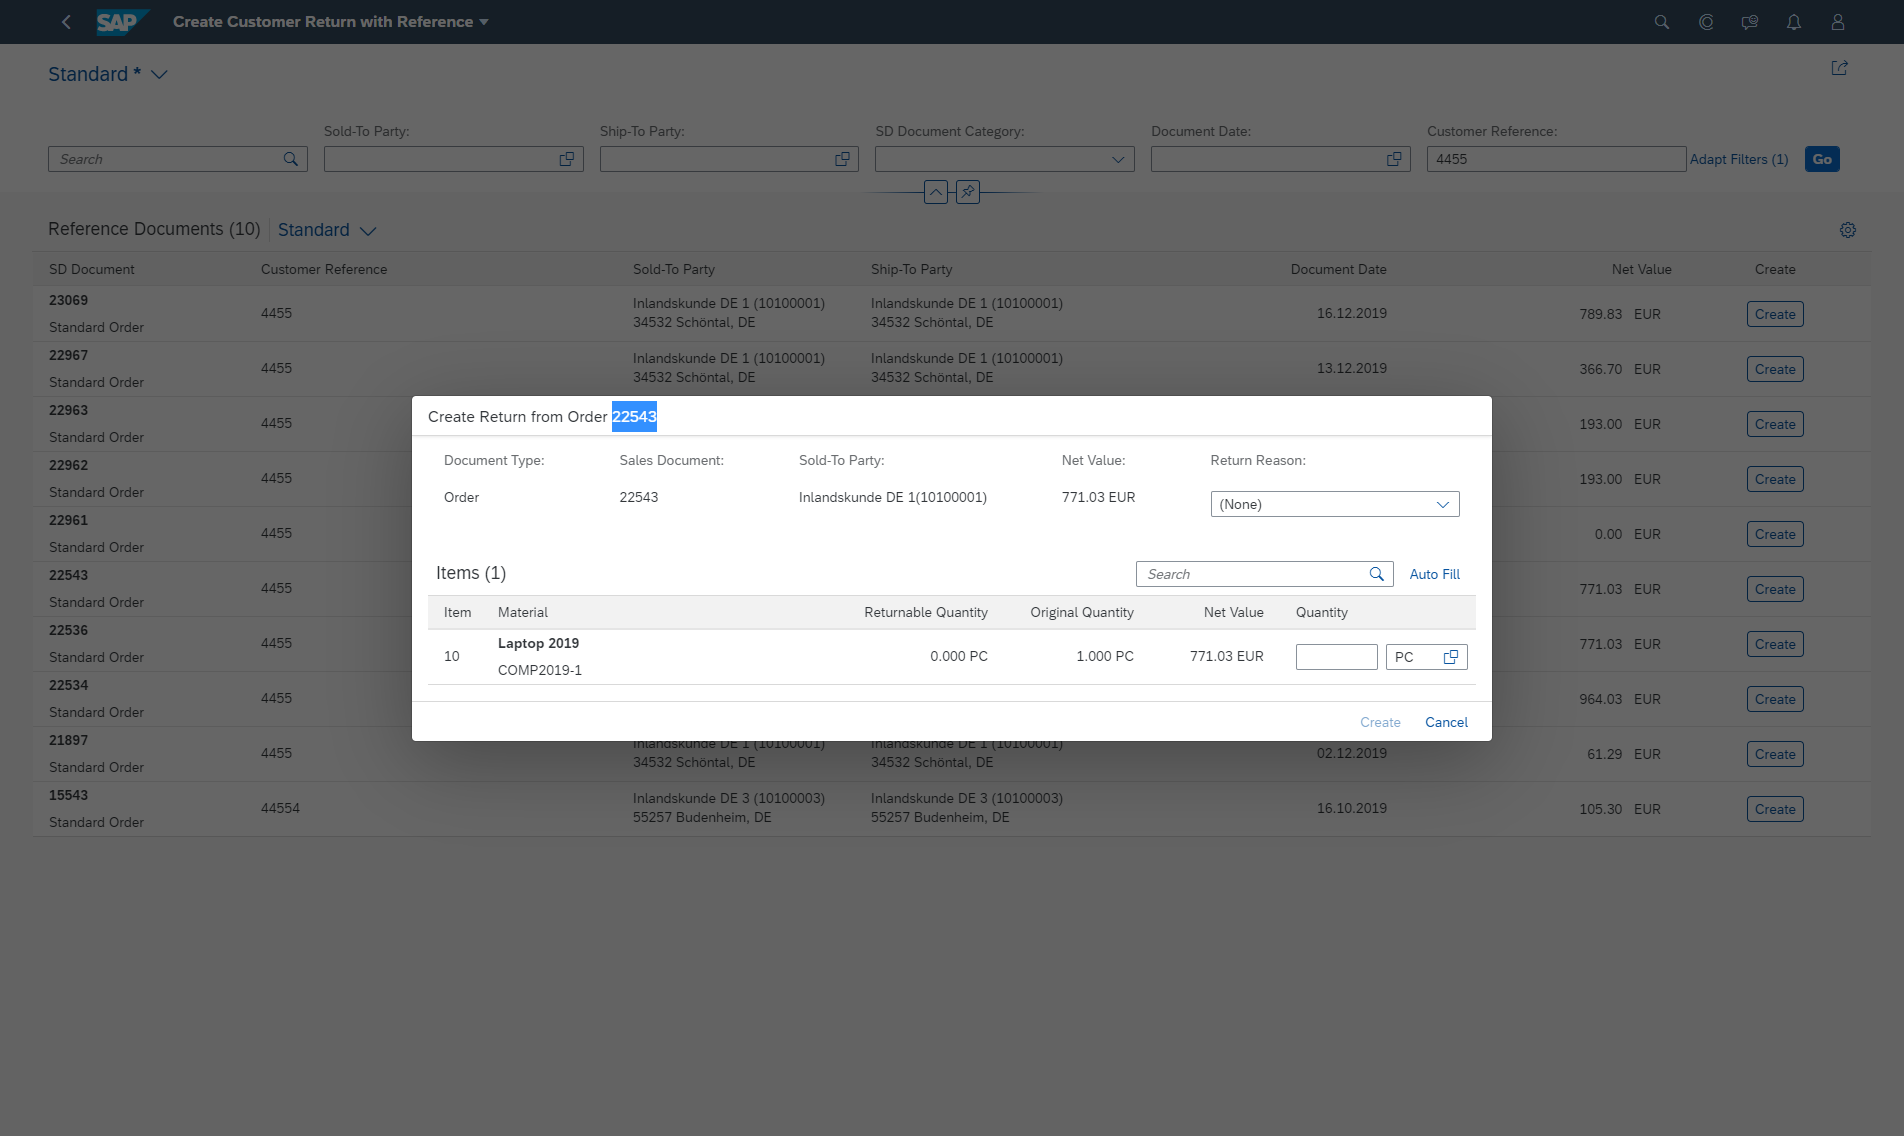 SAP Create Customer Return with Reference
Standard *
Sold-To Party: Ship-To Party: SD Document Category: Document Date: Customer Reference:
Search 4455 Adapt Filters (1) Go
Reference Documents (10) Standard
SD Document Customer Reference Sold-To Party Ship-To Party Document Date Net Value Create
23069 Inlandskunde DE 1 (10100001) Inlandskunde DE 1 (10100001)
4455 16.12.2019 789.83 EUR Create
Standard Order 34532 Schöntal, DE 34532 Schöntal, DE
22967 Inlandskunde DE 1 (10100001) Inlandskunde DE 1 (10100001)
4455 13.12.2019 366.70 EUR Create
Standard Order 34532 Schöntal, DE 34532 Schöntal, DE
22963
4455 193.00 EUR Create
Standard Order
22962
4455 193.00 EUR Create
Standard Order
22961
4455 0.00 EUR Create
Standard Order
22543
4455 771.03 EUR Create
Standard Order
22536
4455 771.03 EUR Create
Standard Order
22534
4455 964.03 EUR Create
Standard Order
21897 Inlandskunde DE 1 (10100001) Inlandskunde DE 1 (10100001)
4455 02.12.2019 61.29 EUR Create
Standard Order 34532 Schöntal, DE 34532 Schöntal, DE
15543 Inlandskunde DE 3 (10100003) Inlandskunde DE 3 (10100003)
44554 16.10.2019 105.30 EUR Create
Standard Order 55257 Budenheim, DE 55257 Budenheim, DE
Create Return from Order 22543
Document Type: Sales Document: Sold-To Party: Net Value: Return Reason:
Order 22543 Inlandskunde DE 1(10100001) 771.03 EUR (None)
Items (1) Search Auto Fill
Item Material Returnable Quantity Original Quantity Net Value Quantity
Laptop 2019
10 0.000 PC 1.000 PC 771.03 EUR PC
COMP2019-1
Create Cancel